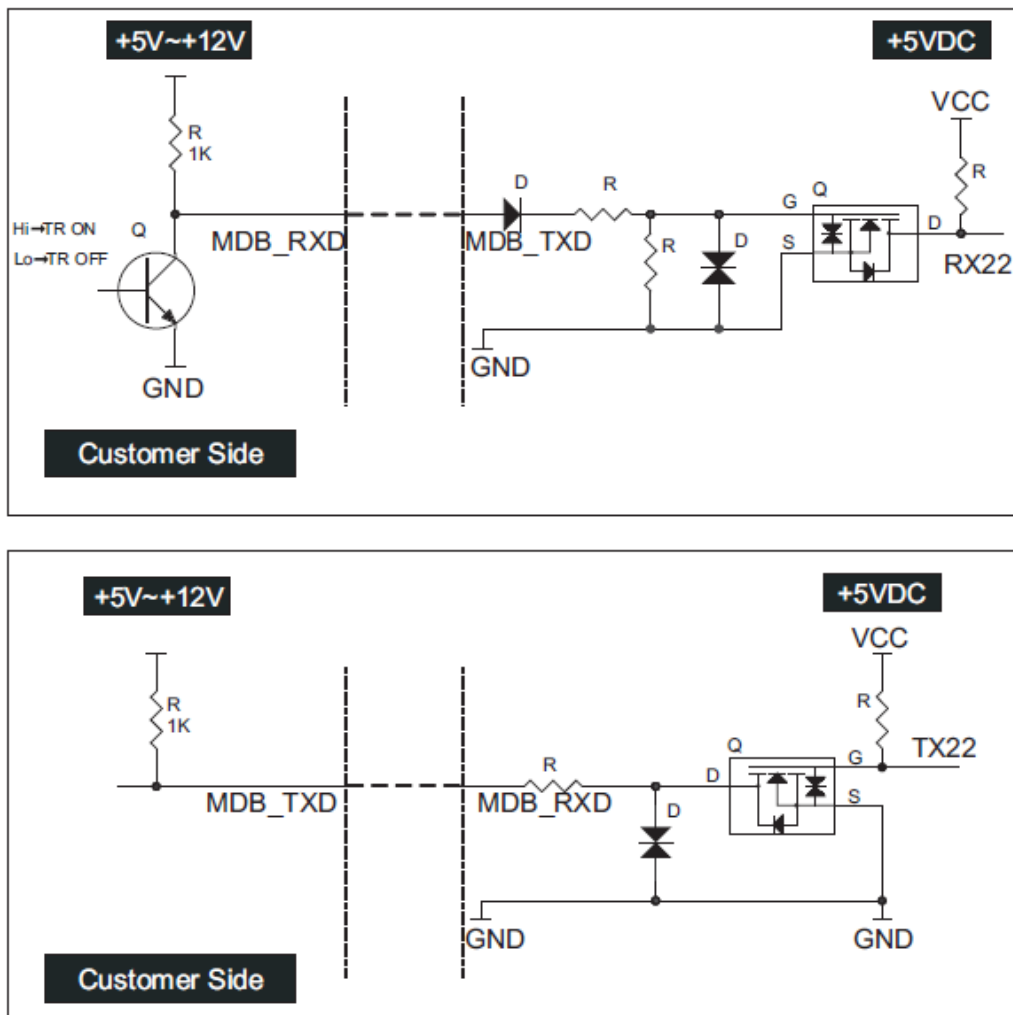 +5V~+12V
+5VDC
VCC
R
1K
R
D
R
G
Q
Hi→TR ON
Q
D
MDB_RXD
MDB_TXD
R
D
S
Lo→TR OFF
RX22
GND
GND
Customer Side
+5V~+12V
+5VDC
VCC
R
1K
R
Q
G
TX22
R
D
MDB_TXD
MDB_RXD
D
S
GND
GND
Customer Side